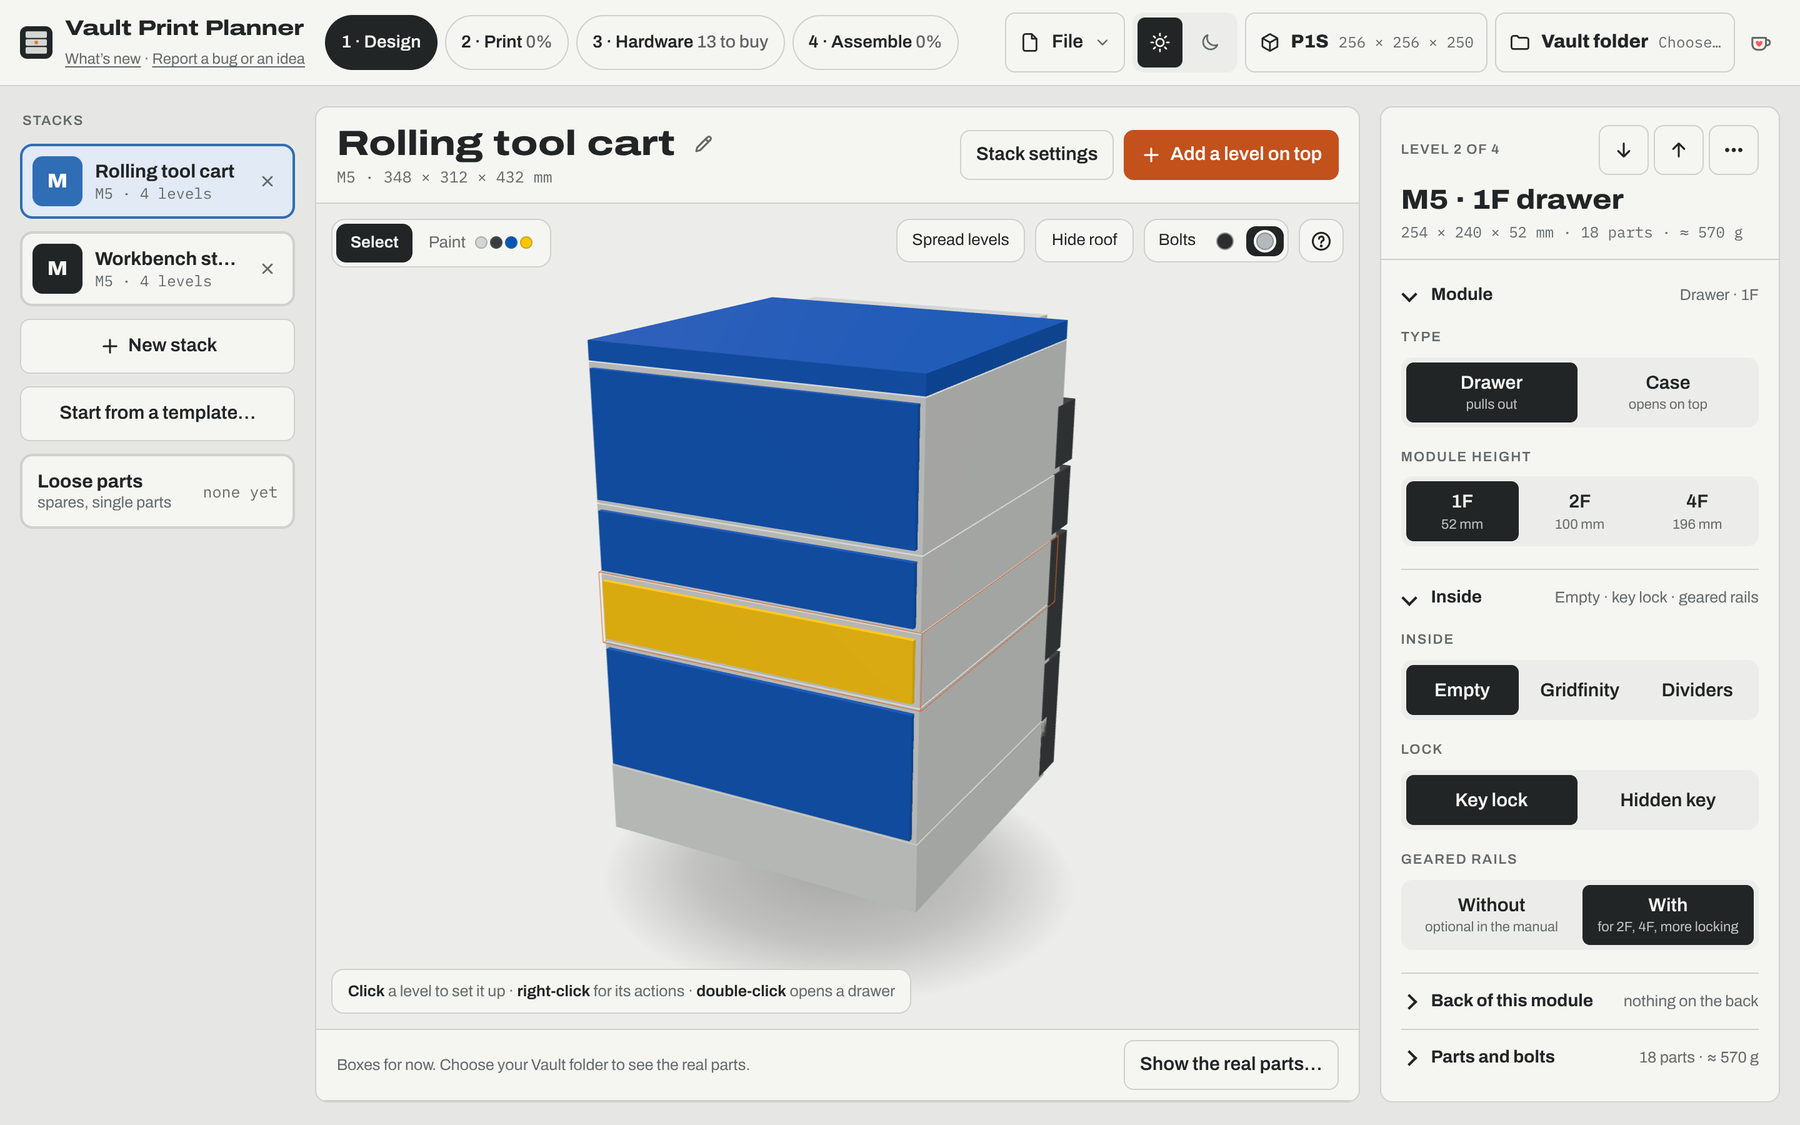 Vault Print Planner
What's new · Report a bug or an idea
1 · Design
2 · Print 0%
3 · Hardware 13 to buy
4 · Assemble 0%
File
P1S 256 × 256 × 250
Vault folder Choose…
STACKS
M
Rolling tool cart
M5 · 4 levels
M
Workbench st…
M5 · 4 levels
+ New stack
Start from a template…
Loose parts
spares, single parts
none yet
Rolling tool cart
M5 · 348 × 312 × 432 mm
Stack settings
+ Add a level on top
Select
Paint
Spread levels
Hide roof
Bolts
Click a level to set it up · right-click for its actions · double-click opens a drawer
Boxes for now. Choose your Vault folder to see the real parts.
Show the real parts…
LEVEL 2 OF 4
M5 · 1F drawer
254 × 240 × 52 mm · 18 parts · ≈ 570 g
Module
Drawer · 1F
TYPE
Drawer
pulls out
Case
opens on top
MODULE HEIGHT
1F
52 mm
2F
100 mm
4F
196 mm
Inside
Empty · key lock · geared rails
INSIDE
Empty
Gridfinity
Dividers
LOCK
Key lock
Hidden key
GEARED RAILS
Without
optional in the manual
With
for 2F, 4F, more locking
Back of this module
nothing on the back
Parts and bolts
18 parts · ≈ 570 g